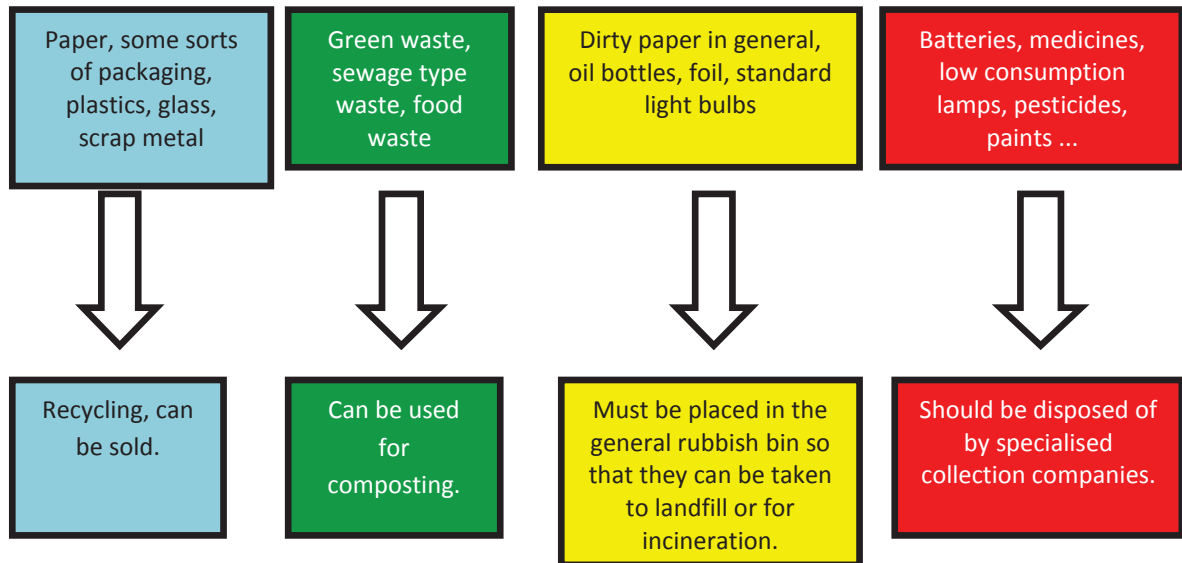 Paper, some sorts
of packaging,
plastics, glass,
scrap metal
Green waste,
sewage type
waste, food
waste
Dirty paper in general,
oil bottles, foil, standard
light bulbs
Batteries, medicines,
low consumption
lamps, pesticides,
paints ...
Recycling, can
be sold.
Can be used
for
composting.
Must be placed in the
general rubbish bin so
that they can be taken
to landfill or for
incineration.
Should be disposed of
by specialised
collection companies.